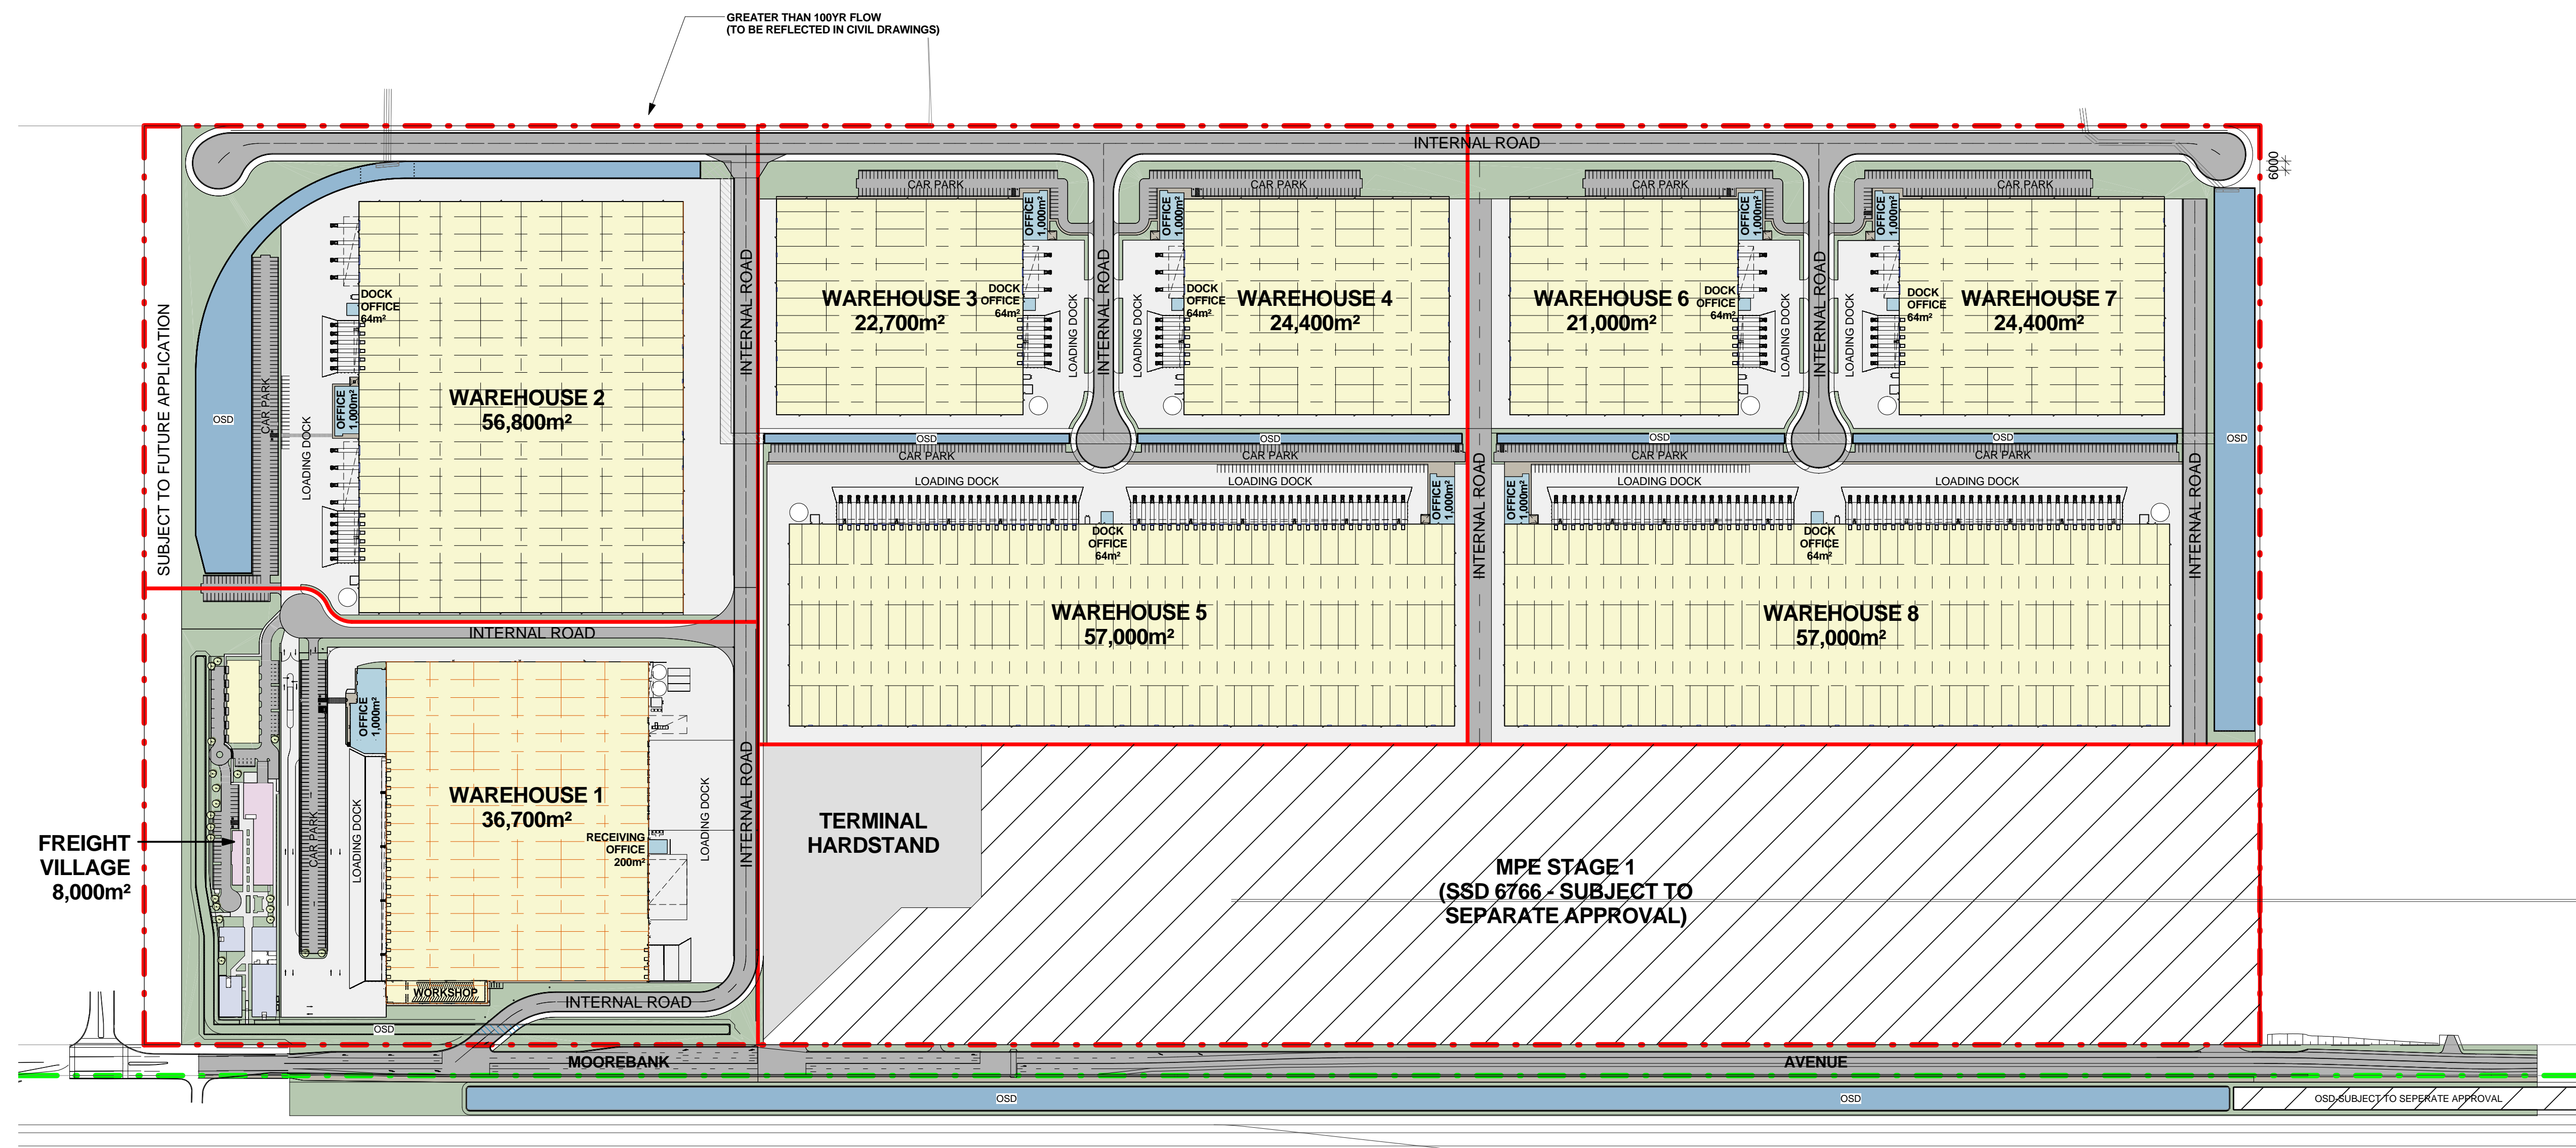 GREATER THAN 100YR FLOW
(TO BE REFLECTED IN CIVIL DRAWINGS)
INTERNAL ROAD
6000
CAR PARK
CAR PARK
CAR PARK
CAR PARK
OFFICE
1,000m²
OFFICE
1,000m²
OFFICE
1,000m²
OFFICE
1,000m²
SUBJECT TO FUTURE APPLICATION
OSD
CAR PARK
LOADING DOCK
DOCK
OFFICE
64m²
OFFICE
1,000m²
WAREHOUSE 2
56,800m²
INTERNAL ROAD
WAREHOUSE 3
22,700m²
DOCK
OFFICE
64m²
LOADING DOCK
INTERNAL ROAD
LOADING DOCK
DOCK
OFFICE
64m²
WAREHOUSE 4
24,400m²
WAREHOUSE 6
21,000m²
DOCK
OFFICE
64m²
LOADING DOCK
INTERNAL ROAD
LOADING DOCK
DOCK
OFFICE
64m²
WAREHOUSE 7
24,400m²
OSD
OSD
OSD
OSD
OSD
CAR PARK
CAR PARK
CAR PARK
CAR PARK
LOADING DOCK
LOADING DOCK
LOADING DOCK
LOADING DOCK
OFFICE
1,000m²
INTERNAL ROAD
OFFICE
1,000m²
INTERNAL ROAD
DOCK
OFFICE
64m²
DOCK
OFFICE
64m²
WAREHOUSE 5
57,000m²
WAREHOUSE 8
57,000m²
INTERNAL ROAD
OFFICE
1,000m²
WAREHOUSE 1
36,700m²
RECEIVING
OFFICE
200m²
CAR PARK
LOADING DOCK
LOADING DOCK
INTERNAL ROAD
FREIGHT
VILLAGE
8,000m²
TERMINAL
HARDSTAND
MPE STAGE 1
(SSD 6766 - SUBJECT TO
SEPARATE APPROVAL)
WORKSHOP
INTERNAL ROAD
OSD
MOOREBANK
AVENUE
OSD
OSD
OSD-SUBJECT TO SEPERATE APPROVAL